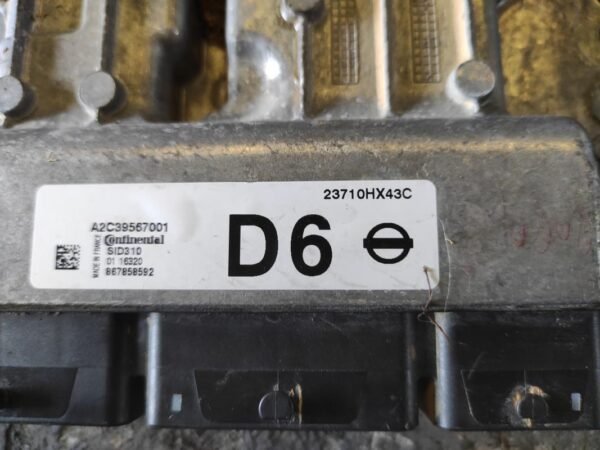 23710HX43C
A2C39567001
Continental
SID310
01 16320
867858592
MADE IN FRANCE
D6